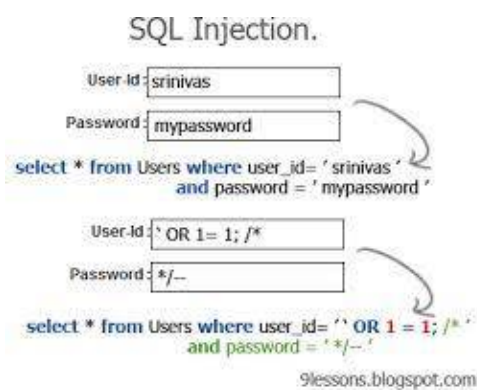 SQL Injection.
User-Id: srinivas
Password: mypassword
select * from Users where user_id= ' srinivas '
and password = ' mypassword '
User-Id: ` OR 1= 1; /*
Password: */--
select * from Users where user_id= '` OR 1 = 1; /* '
and password = ' */-- '
9lessons.blogspot.com